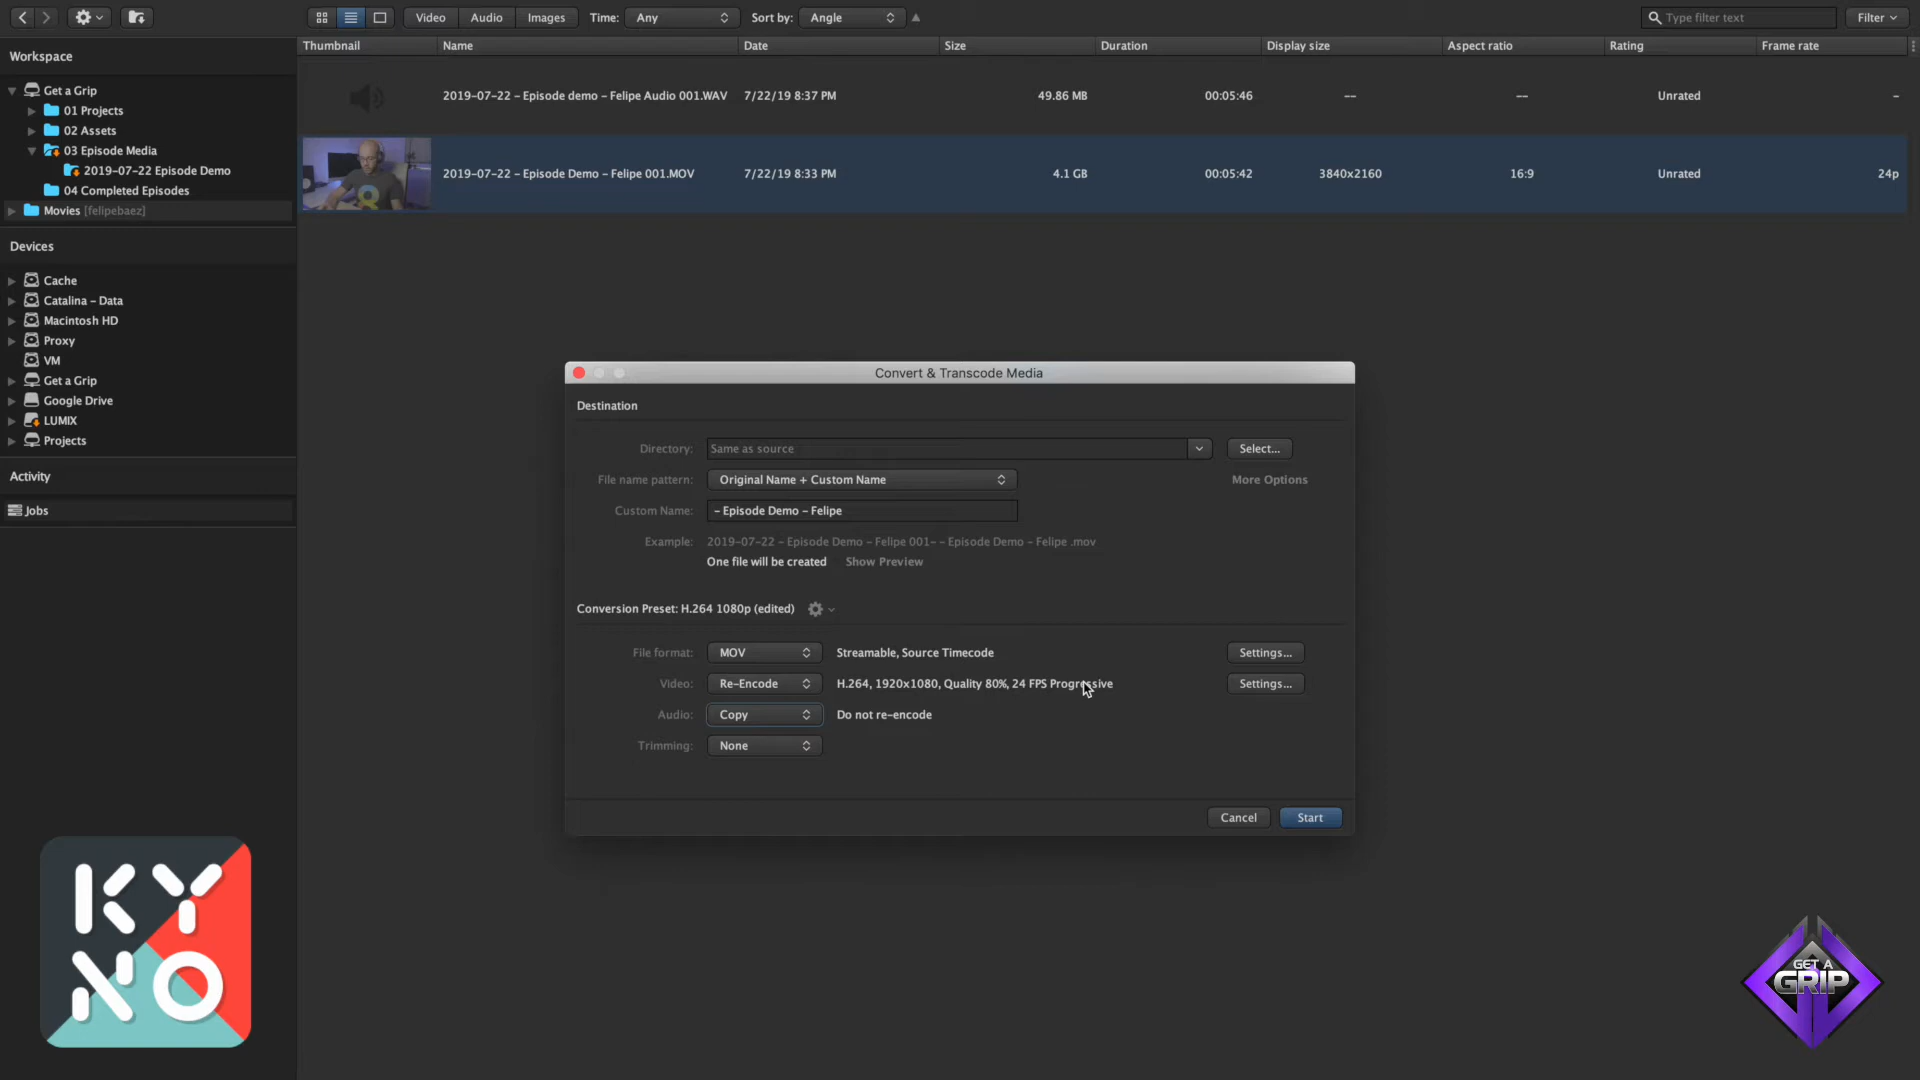 Video
Audio
Images
Time:
Any
Sort by:
Angle
Type filter text
Filter
Workspace
Thumbnail
Name
Date
Size
Duration
Display size
Aspect ratio
Rating
Frame rate
Get a Grip
01 Projects
02 Assets
03 Episode Media
2019-07-22 Episode Demo
04 Completed Episodes
Movies [felipebaez]
2019-07-22 - Episode demo - Felipe Audio 001.WAV
7/22/19 8:37 PM
49.86 MB
00:05:46
--
--
Unrated
-
2019-07-22 - Episode Demo - Felipe 001.MOV
7/22/19 8:33 PM
4.1 GB
00:05:42
3840x2160
16:9
Unrated
24p
Devices
Cache
Catalina - Data
Macintosh HD
Proxy
VM
Get a Grip
Google Drive
LUMIX
Projects
Activity
Jobs
Convert & Transcode Media
Destination
Directory:
Same as source
Select...
File name pattern:
Original Name + Custom Name
More Options
Custom Name:
- Episode Demo - Felipe
Example:
2019-07-22 - Episode Demo - Felipe 001- - Episode Demo - Felipe .mov
One file will be created
Show Preview
Conversion Preset: H.264 1080p (edited)
File format:
MOV
Streamable, Source Timecode
Settings...
Video:
Re-Encode
H.264, 1920x1080, Quality 80%, 24 FPS Progressive
Settings...
Audio:
Copy
Do not re-encode
Trimming:
None
Cancel
Start
KY
NO
GET A
GRIP